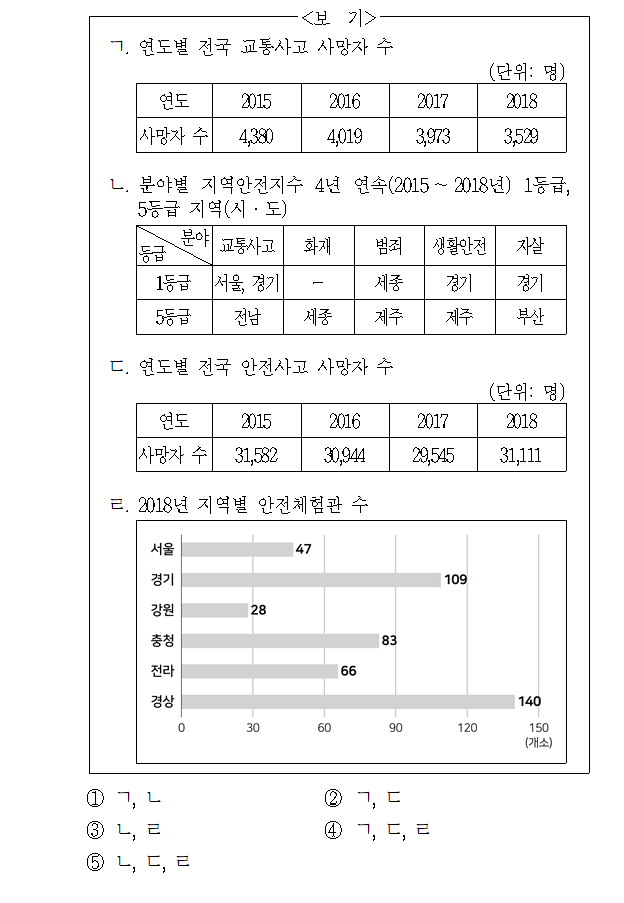 <보 기>
ㄱ. 연도별 전국 교통사고 사망자 수
(단위: 명)
연도 2015 2016 2017 2018
사망자 수 4,380 4,019 3,973 3,529
ㄴ. 분야별 지역안전지수 4년 연속(2015 ~ 2018년) 1등급,
5등급 지역(시 · 도)
분야 등급 교통사고 화재 범죄 생활안전 자살
1등급 서울, 경기 - 세종 경기 경기
5등급 전남 세종 제주 제주 부산
ㄷ. 연도별 전국 안전사고 사망자 수
(단위: 명)
연도 2015 2016 2017 2018
사망자 수 31,582 30,944 29,545 31,111
ㄹ. 2018년 지역별 안전체험관 수
서울 47
경기 109
강원 28
충청 83
전라 66
경상 140
0 30 60 90 120 150
(개소)
① ㄱ, ㄴ ② ㄱ, ㄷ
③ ㄴ, ㄹ ④ ㄱ, ㄷ, ㄹ
⑤ ㄴ, ㄷ, ㄹ